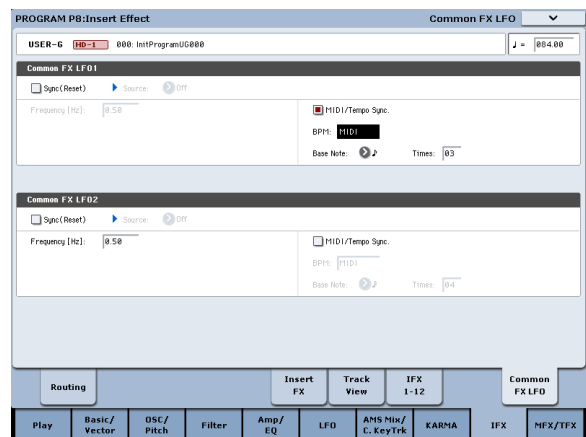 PROGRAM P8:Insert Effect Common FX LFO
USER-G HD-1 000: InitProgramUG000 ♩ = 084.00
Common FX LFO1
Sync(Reset) Source: Off
Frequency [Hz]: 0.50 MIDI/Tempo Sync.
BPM: MIDI
Base Note: ♪ Times: 03
Common FX LFO2
Sync(Reset) Source: Off
Frequency [Hz]: 0.50 MIDI/Tempo Sync.
BPM: MIDI
Base Note: ♪ Times: 04
Routing Insert FX Track View IFX 1-12 Common FX LFO
Play Basic/Vector OSC/Pitch Filter Amp/EQ LFO AMS Mix/C.KeyTrk KARMA IFX MFX/TFX